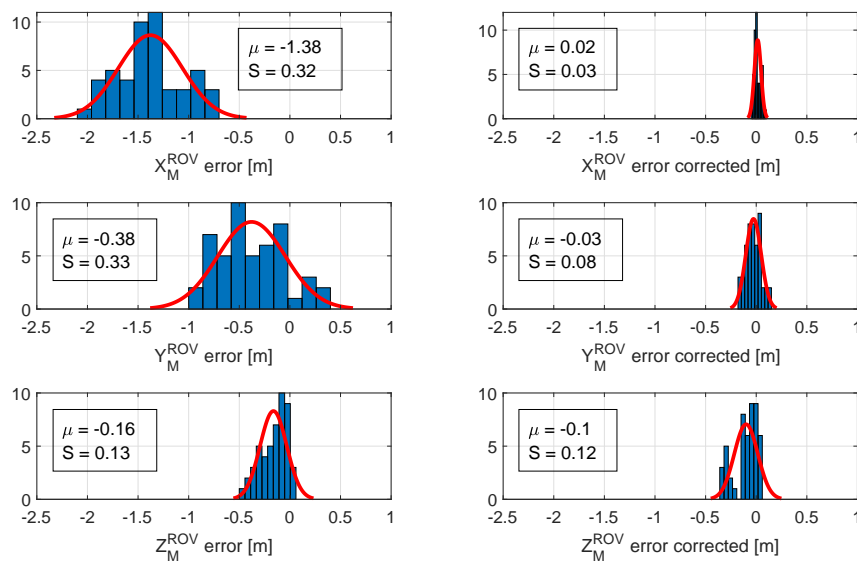 10
5
0
μ = -1.38
S = 0.32
-2.5 -2 -1.5 -1 -0.5 0 0.5 1
X_M^ROV error [m]
10
5
0
μ = 0.02
S = 0.03
-2.5 -2 -1.5 -1 -0.5 0 0.5 1
X_M^ROV error corrected [m]
10
5
0
μ = -0.38
S = 0.33
-2.5 -2 -1.5 -1 -0.5 0 0.5 1
Y_M^ROV error [m]
10
5
0
μ = -0.03
S = 0.08
-2.5 -2 -1.5 -1 -0.5 0 0.5 1
Y_M^ROV error corrected [m]
10
5
0
μ = -0.16
S = 0.13
-2.5 -2 -1.5 -1 -0.5 0 0.5 1
Z_M^ROV error [m]
10
5
0
μ = -0.1
S = 0.12
-2.5 -2 -1.5 -1 -0.5 0 0.5 1
Z_M^ROV error corrected [m]